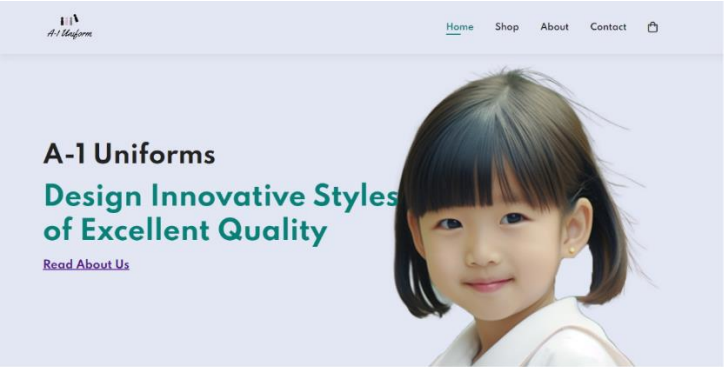 A-1 Uniform
Home Shop About Contact
A-1 Uniforms
Design Innovative Styles
of Excellent Quality
Read About Us